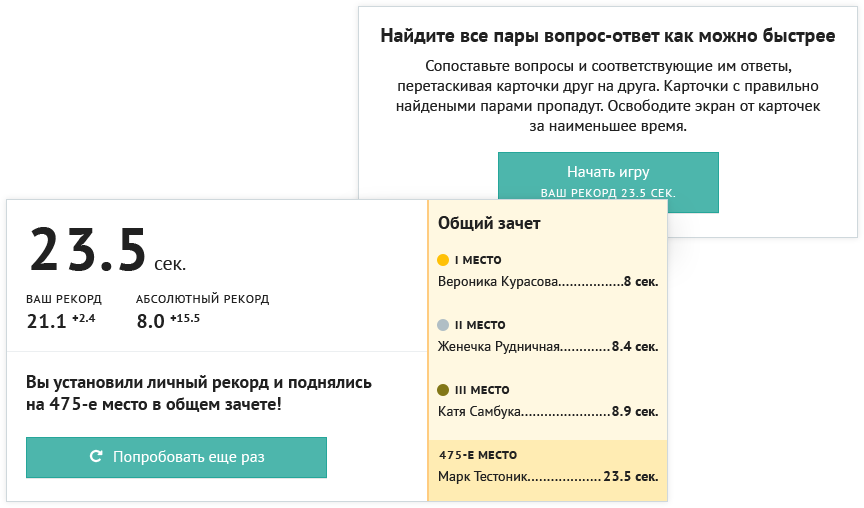 Найдите все пары вопрос-ответ как можно быстрее
Сопоставьте вопросы и соответствующие им ответы,
перетаскивая карточки друг на друга. Карточки с правильно
найдеными парами пропадут. Освободите экран от карточек
за наименьшее время.
Начать игру
ВАШ РЕКОРД 23.5 СЕК.
23.5 сек.
ВАШ РЕКОРД
21.1 +2.4
АБСОЛЮТНЫЙ РЕКОРД
8.0 +15.5
Вы установили личный рекорд и поднялись
на 475-е место в общем зачете!
Попробовать еще раз
Общий зачет
I МЕСТО
Вероника Курасова................8 сек.
II МЕСТО
Женечка Рудничная.............8.4 сек.
III МЕСТО
Катя Самбука.......................8.9 сек.
475-Е МЕСТО
Марк Тестоник...................23.5 сек.